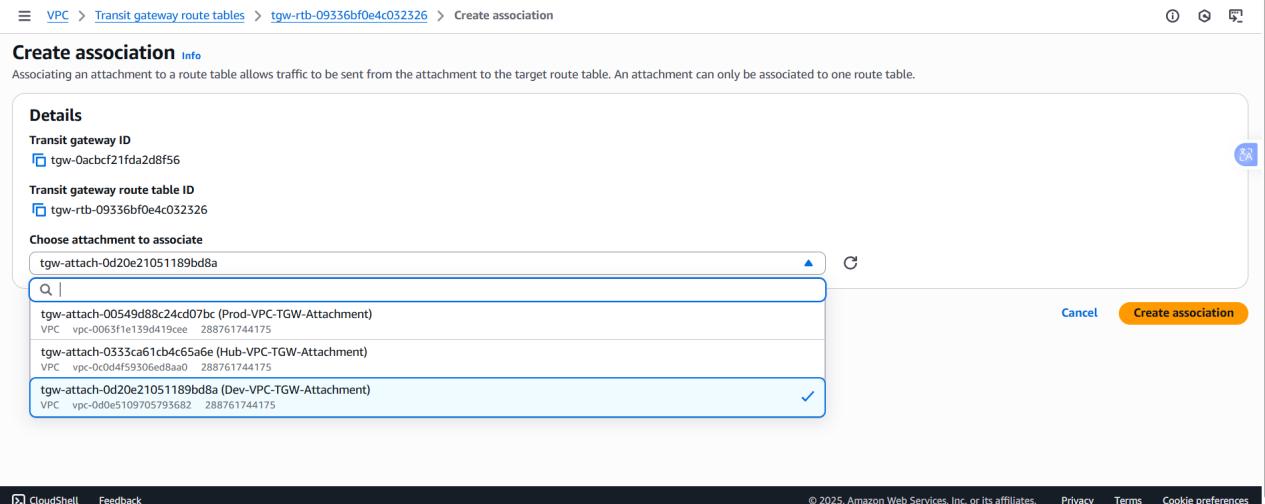 VPC > Transit gateway route tables > tgw-rtb-09336bf0e4c032326 > Create association
Create association Info
Associating an attachment to a route table allows traffic to be sent from the attachment to the target route table. An attachment can only be associated to one route table.
Details
Transit gateway ID
tgw-0acbcf21fda2d8f56
Transit gateway route table ID
tgw-rtb-09336bf0e4c032326
Choose attachment to associate
tgw-attach-0d20e21051189bd8a
tgw-attach-00549d88c24cd07bc (Prod-VPC-TGW-Attachment)
VPC vpc-0063f1e139d419cee 288761744175
tgw-attach-0333ca61cb4c65a6e (Hub-VPC-TGW-Attachment)
VPC vpc-0c0d4f59306ed8aa0 288761744175
tgw-attach-0d20e21051189bd8a (Dev-VPC-TGW-Attachment)
VPC vpc-0d0e5109705793682 288761744175
Cancel Create association
CloudShell Feedback © 2025, Amazon Web Services, Inc. or its affiliates. Privacy Terms Cookie preferences